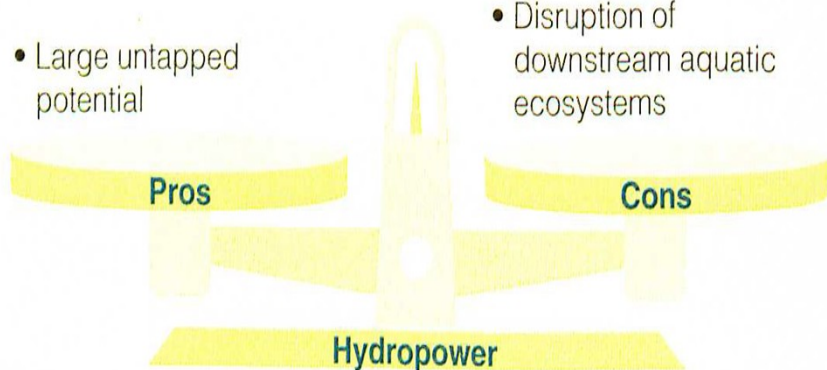 • Large untapped
potential
• Disruption of
downstream aquatic
ecosystems
Pros
Cons
Hydropower